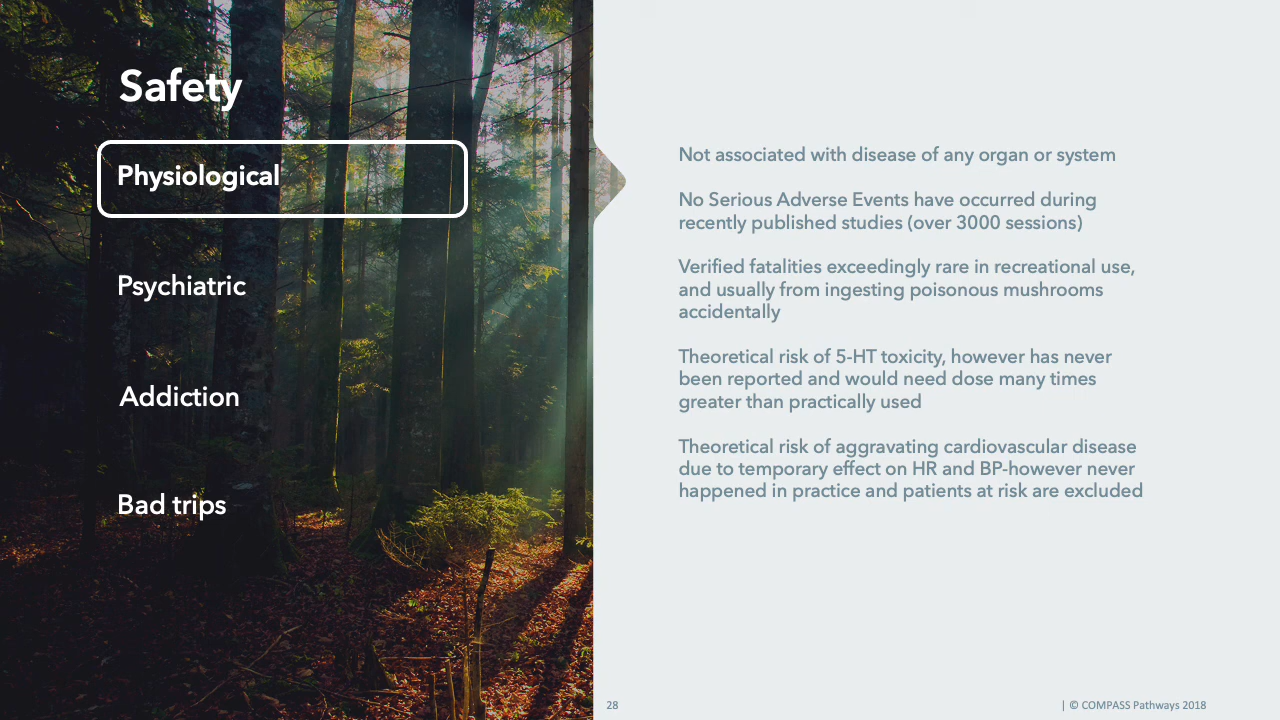 Safety
Physiological
Psychiatric
Addiction
Bad trips
Not associated with disease of any organ or system
No Serious Adverse Events have occurred during
recently published studies (over 3000 sessions)
Verified fatalities exceedingly rare in recreational use,
and usually from ingesting poisonous mushrooms
accidentally
Theoretical risk of 5-HT toxicity, however has never
been reported and would need dose many times
greater than practically used
Theoretical risk of aggravating cardiovascular disease
due to temporary effect on HR and BP-however never
happened in practice and patients at risk are excluded
28
| © COMPASS Pathways 2018